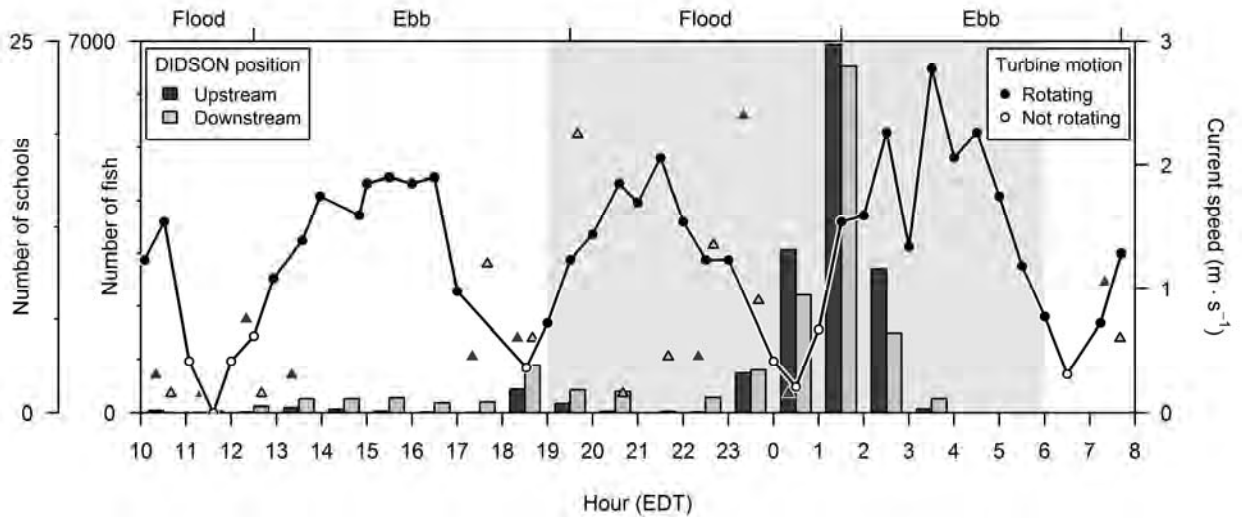 Flood Ebb Flood Ebb
25 7000 3
DIDSON position
Upstream
Downstream
Turbine motion
Rotating
Not rotating
Number of schools
Number of fish
Current speed (m · s⁻¹)
2
1
0 0 0
10 11 12 13 14 15 16 17 18 19 20 21 22 23 0 1 2 3 4 5 6 7 8
Hour (EDT)